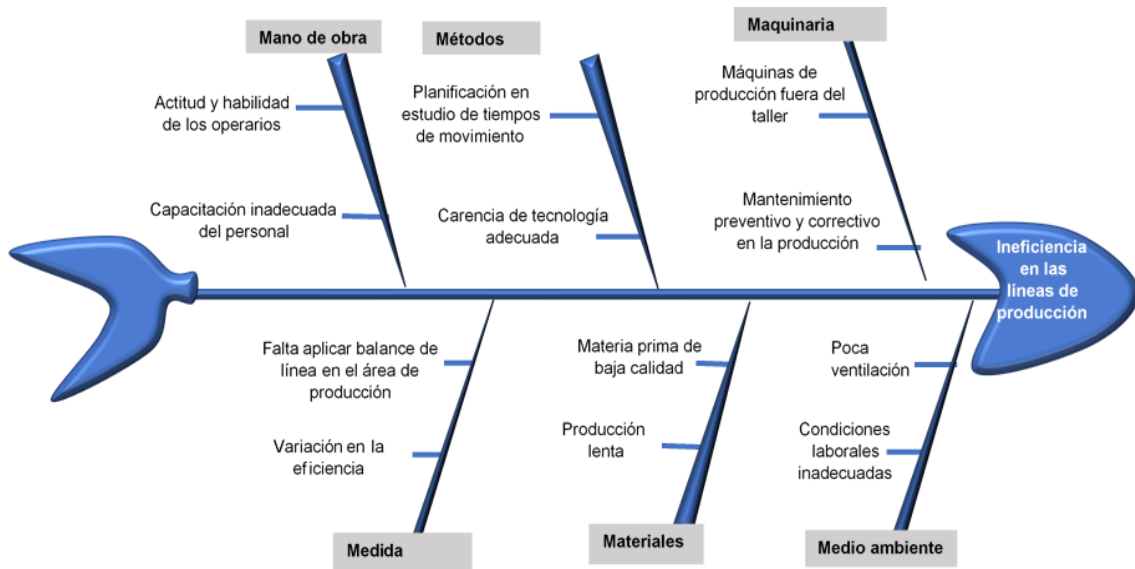 Mano de obra
Actitud y habilidad
de los operarios
Capacitación inadecuada
del personal
Métodos
Planificación en
estudio de tiempos
de movimiento
Carencia de tecnología
adecuada
Maquinaria
Máquinas de
producción fuera del
taller
Mantenimiento
preventivo y correctivo
en la producción
Ineficiencia
en las
líneas de
producción
Falta aplicar balance de
línea en el área de
producción
Variación en la
eficiencia
Medida
Materia prima de
baja calidad
Producción
lenta
Materiales
Poca
ventilación
Condiciones
laborales
inadecuadas
Medio ambiente